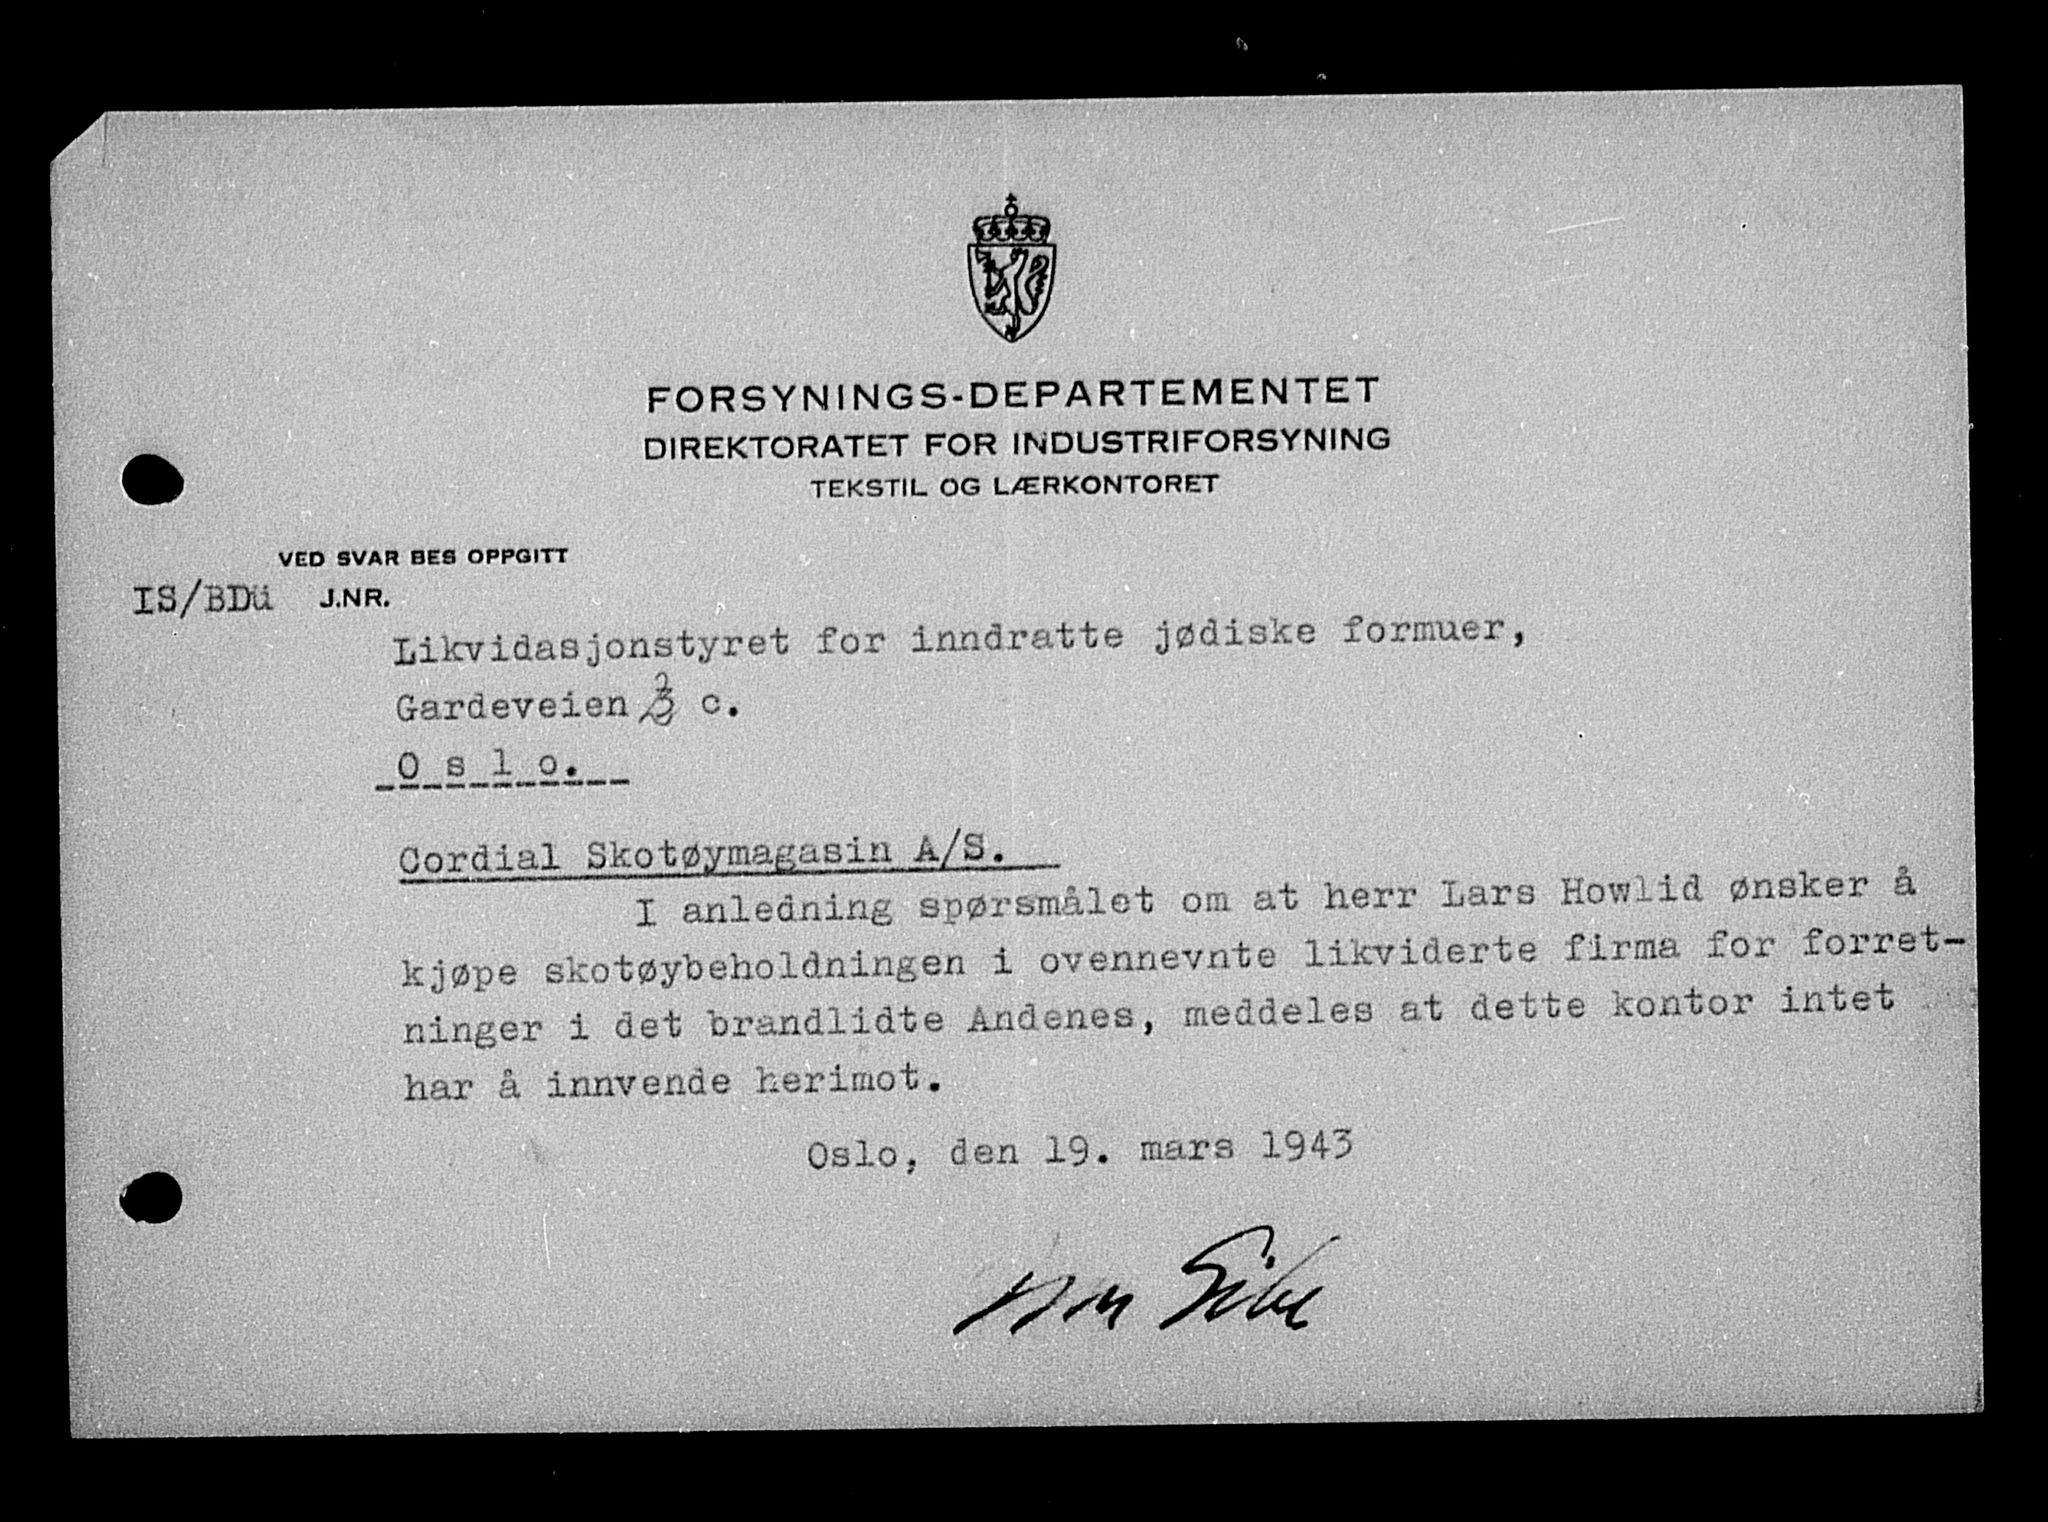 FORSYNINGS-DEPARTEMENTET
DIREKTORATET FOR INDUSTRIFORSYNING
TEKSTIL OG LÆRKONTORET
VED SVAR BES OPPGITT
IS/BDü J.NR.
Likvidasjonstyret for inndratte jødiske formuer,
Gardeveien c.
O s l o.
Cordial Skotøymagasin A/S.
I anledning spørsmålet om at herr Lars Howlid ønsker å
kjøpe skotøybeholdningen i ovennevnte likviderte firma for forret-
ninger i det brandlidte Andenes, meddeles at dette kontor intet
har å innvende herimot.
Oslo, den 19. mars 1943